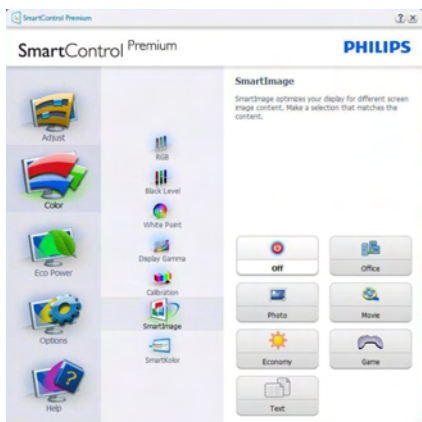 SmartControl Premium
SmartControl Premium
PHILIPS
Adjust
Color
Eco Power
Options
Help
RGB
Black Level
White Point
Display Gamma
Calibration
SmartImage
SmartKolor
SmartImage
SmartImage optimizes your display for different screen
image content. Make a selection that matches the
content.
Off
Office
Photo
Movie
Economy
Game
Text